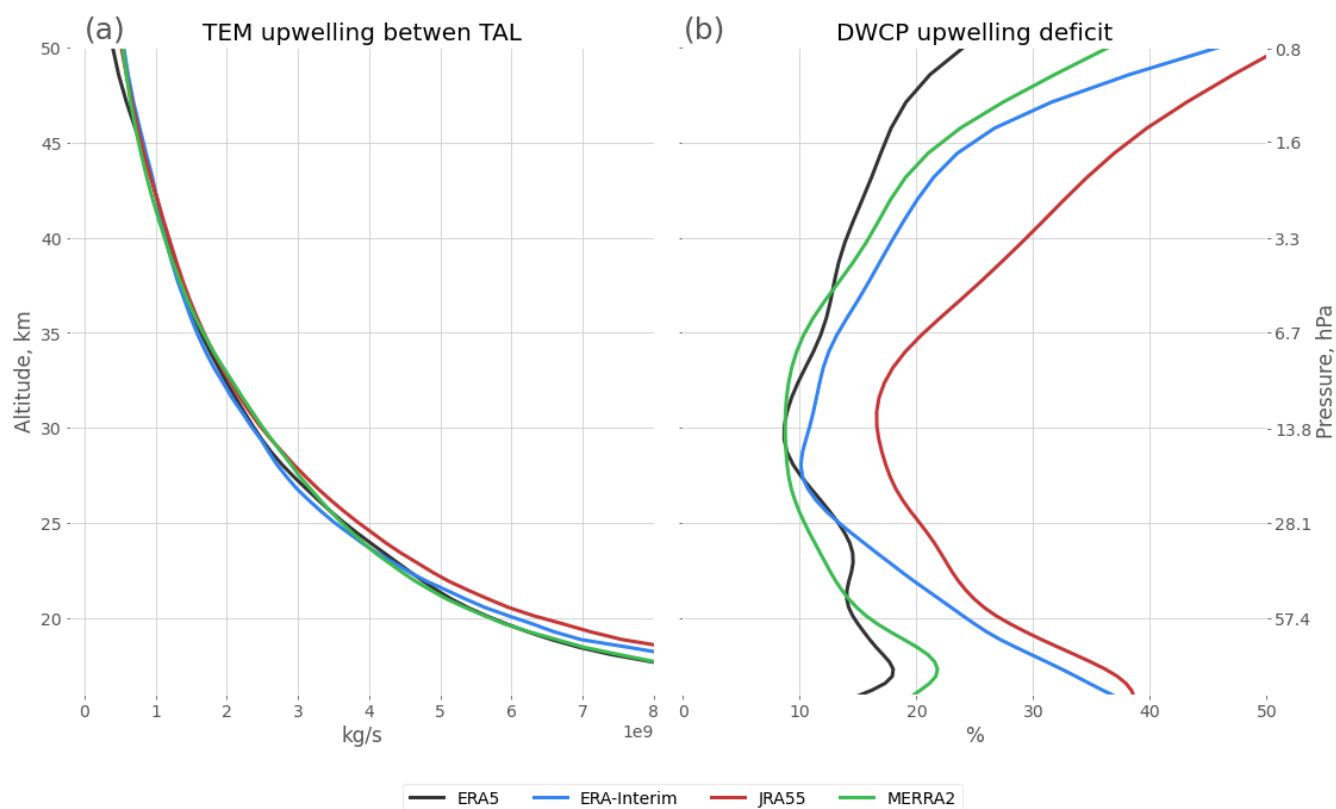 (a) TEM upwelling betwen TAL
(b) DWCP upwelling deficit
50
45
40
35
30
25
20
Altitude, km
0 1 2 3 4 5 6 7 8
1e9
kg/s
0 10 20 30 40 50
%
0.8
1.6
3.3
6.7
13.8
28.1
57.4
Pressure, hPa
ERA5 ERA-Interim JRA55 MERRA2